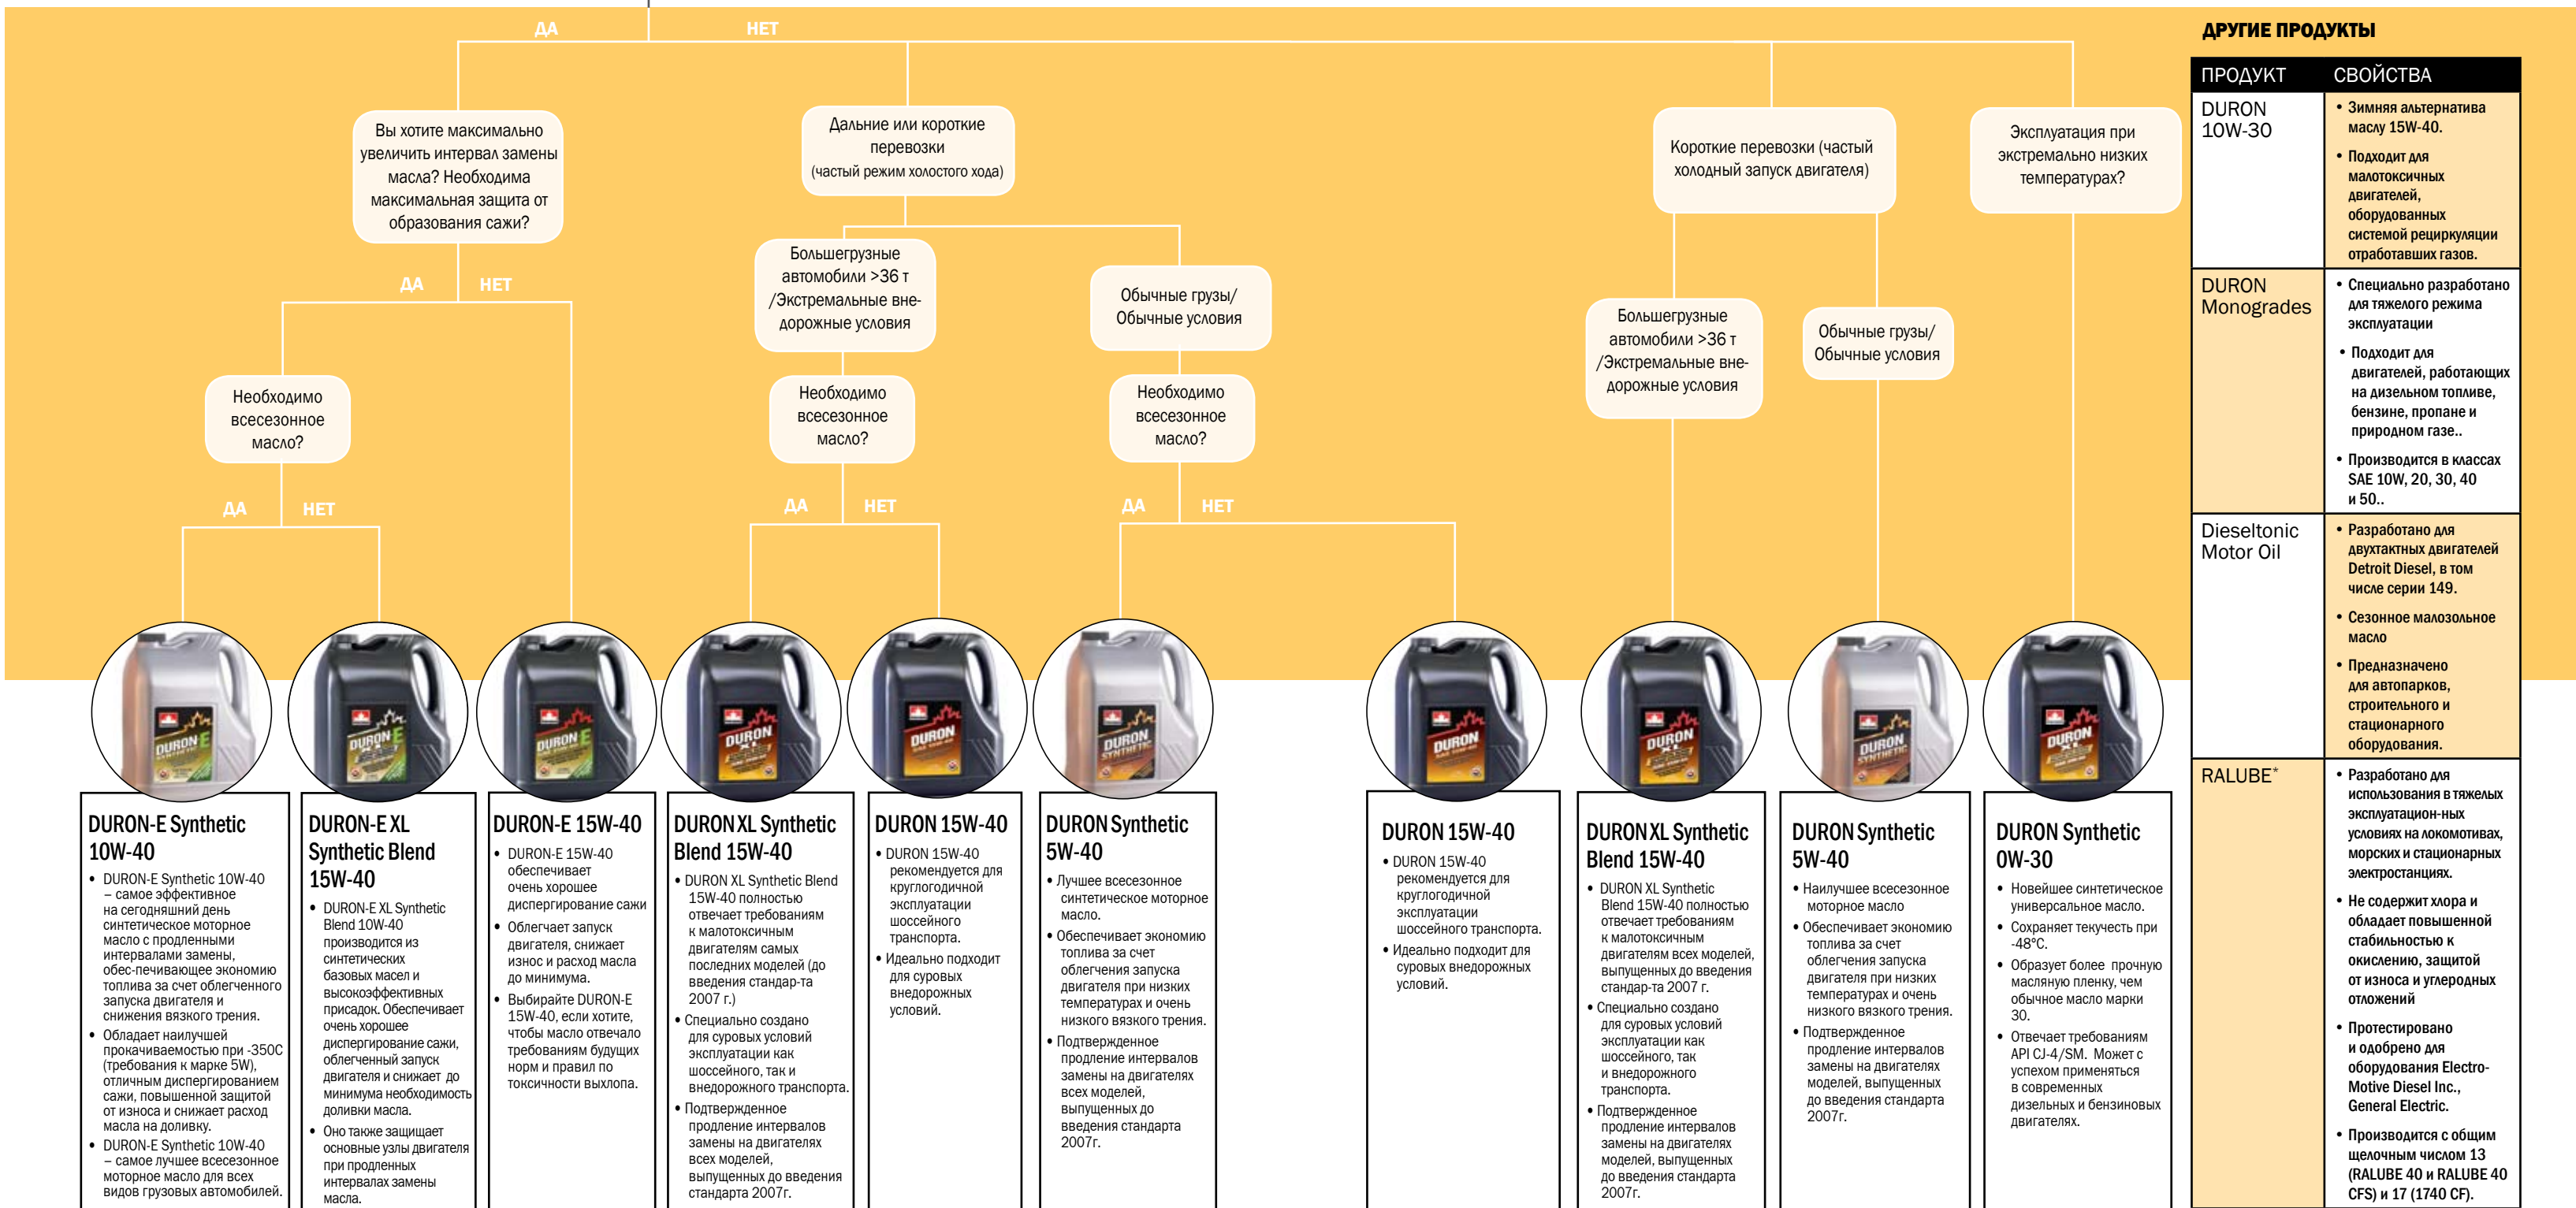 ДА
НЕТ
Вы хотите максимально
увеличить интервал замены
масла? Необходима
максимальная защита от
образования сажи?
Дальние или короткие
перевозки
(частый режим холостого хода)
Короткие перевозки (частый
холодный запуск двигателя)
Эксплуатация при
экстремально низких
температурах?
ДА
НЕТ
Большегрузные
автомобили >36 т
/Экстремальные вне-
дорожные условия
Обычные грузы/
Обычные условия
Большегрузные
автомобили >36 т
/Экстремальные вне-
дорожные условия
Обычные грузы/
Обычные условия
Необходимо
всесезонное
масло?
Необходимо
всесезонное
масло?
Необходимо
всесезонное
масло?
ДА
НЕТ
ДА
НЕТ
ДА
НЕТ
DURON-E
SYNTHETIC
DURON-E
XL
DURON-E
DURON
XL
DURON
DURON
SYNTHETIC
DURON
DURON
XL
DURON
SYNTHETIC
DURON
XL
DURON-E Synthetic
10W-40
• DURON-E Synthetic 10W-40
– самое эффективное
на сегодняшний день
синтетическое моторное
масло с продленными
интервалами замены,
обес-печивающее экономию
топлива за счет облегченного
запуска двигателя и
снижения вязкого трения.
• Обладает наилучшей
прокачиваемостью при -350С
(требования к марке 5W),
отличным диспергированием
сажи, повышенной защитой
от износа и снижает расход
масла на доливку.
• DURON-E Synthetic 10W-40
– самое лучшее всесезонное
моторное масло для всех
видов грузовых автомобилей.
DURON-E XL
Synthetic Blend
15W-40
• DURON-E XL Synthetic
Blend 10W-40
производится из
синтетических
базовых масел и
высокоэффективных
присадок. Обеспечивает
очень хорошее
диспергирование сажи,
облегченный запуск
двигателя и снижает до
минимума необходимость
доливки масла.
• Оно также защищает
основные узлы двигателя
при продленных
интервалах замены
масла.
DURON-E 15W-40
• DURON-E 15W-40
обеспечивает
очень хорошее
диспергирование сажи
• Облегчает запуск
двигателя, снижает
износ и расход масла
до минимума.
• Выбирайте DURON-E
15W-40, если хотите,
чтобы масло отвечало
требованиям будущих
норм и правил по
токсичности выхлопа.
DURON XL Synthetic
Blend 15W-40
• DURON XL Synthetic Blend
15W-40 полностью
отвечает требованиям
к малотоксичным
двигателям самых
последних моделей (до
введения стандар-та
2007 г.)
• Специально создано
для суровых условий
эксплуатации как
шоссейного, так и
внедорожного транспорта.
• Подтвержденное
продление интервалов
замены на двигателях
всех моделей,
выпущенных до введения
стандарта 2007г.
DURON 15W-40
• DURON 15W-40
рекомендуется для
круглогодичной
эксплуатации
шоссейного
транспорта.
• Идеально подходит
для суровых
внедорожных
условий.
DURON Synthetic
5W-40
• Лучшее всесезонное
синтетическое моторное
масло.
• Обеспечивает экономию
топлива за счет
облегчения запуска
двигателя при низких
температурах и очень
низкого вязкого трения.
• Подтвержденное
продление интервалов
замены на двигателях
всех моделей,
выпущенных до
введения стандарта
2007г.
DURON 15W-40
• DURON 15W-40
рекомендуется для
круглогодичной
эксплуатации
шоссейного транспорта.
• Идеально подходит для
суровых внедорожных
условий.
DURON XL Synthetic
Blend 15W-40
• DURON XL Synthetic
Blend 15W-40 полностью
отвечает требованиям
к малотоксичным
двигателям всех моделей,
выпущенных до введения
стандар-та 2007 г.
• Специально создано
для суровых условий
эксплуатации как
шоссейного, так
и внедорожного
транспорта.
• Подтвержденное
продление интервалов
замены на двигателях
моделей, выпущенных
до введения стандарта
2007г.
DURON Synthetic
5W-40
• Наилучшее всесезонное
моторное масло
• Обеспечивает экономию
топлива за счет
облегчения запуска
двигателя при низких
температурах и очень
низкого вязкого трения.
• Подтвержденное
продление интервалов
замены на двигателях
моделей, выпущенных
до введения стандарта
2007г.
DURON Synthetic
0W-30
• Новейшее синтетическое
универсальное масло.
• Сохраняет текучесть при
-48°C.
• Образует более прочную
масляную пленку, чем
обычное масло марки
30.
• Отвечает требованиям
API CJ-4/SM. Может с
успехом применяться
в современных
дизельных и бензиновых
двигателях.
ДРУГИЕ ПРОДУКТЫ
ПРОДУКТ СВОЙСТВА
DURON
10W-30
• Зимняя альтернатива
маслу 15W-40.
• Подходит для
малотоксичных
двигателей,
оборудованных
системой рециркуляции
отработавших газов.
DURON
Monogrades
• Специально разработано
для тяжелого режима
эксплуатации
• Подходит для
двигателей, работающих
на дизельном топливе,
бензине, пропане и
природном газе..
• Производится в классах
SAE 10W, 20, 30, 40
и 50..
Dieseltonic
Motor Oil
• Разработано для
двухтактных двигателей
Detroit Diesel, в том
числе серии 149.
• Сезонное малозольное
масло
• Предназначено
для автопарков,
строительного и
стационарного
оборудования.
RALUBE*
• Разработано для
использования в тяжелых
эксплуатацион-ных
условиях на локомотивах,
морских и стационарных
электростанциях.
• Не содержит хлора и
обладает повышенной
стабильностью к
окислению, защитой
от износа и углеродных
отложений
• Протестировано
и одобрено для
оборудования Electro-
Motive Diesel Inc.,
General Electric.
• Производится с общим
щелочным числом 13
(RALUBE 40 и RALUBE 40
CFS) и 17 (1740 CF).